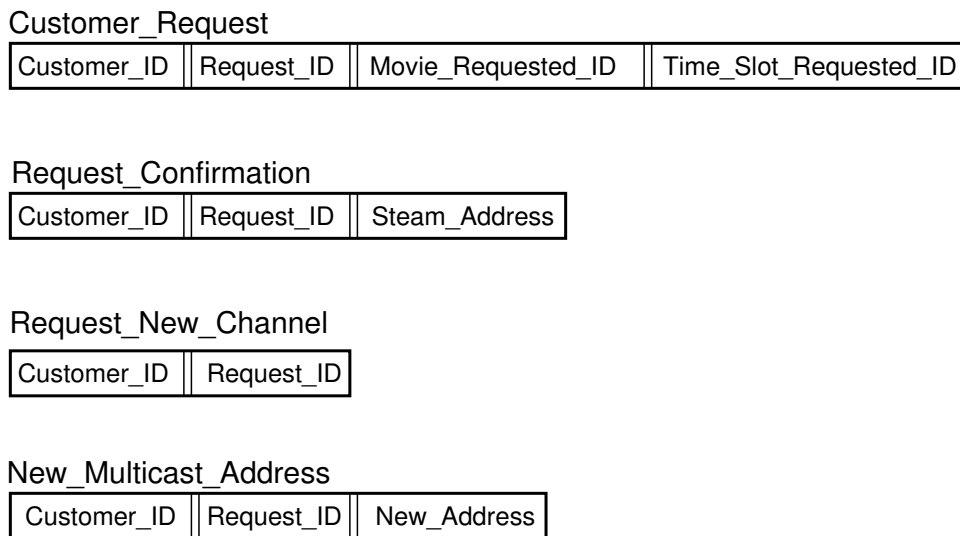 Customer_Request
Customer_ID Request_ID Movie_Requested_ID Time_Slot_Requested_ID
Request_Confirmation
Customer_ID Request_ID Steam_Address
Request_New_Channel
Customer_ID Request_ID
New_Multicast_Address
Customer_ID Request_ID New_Address